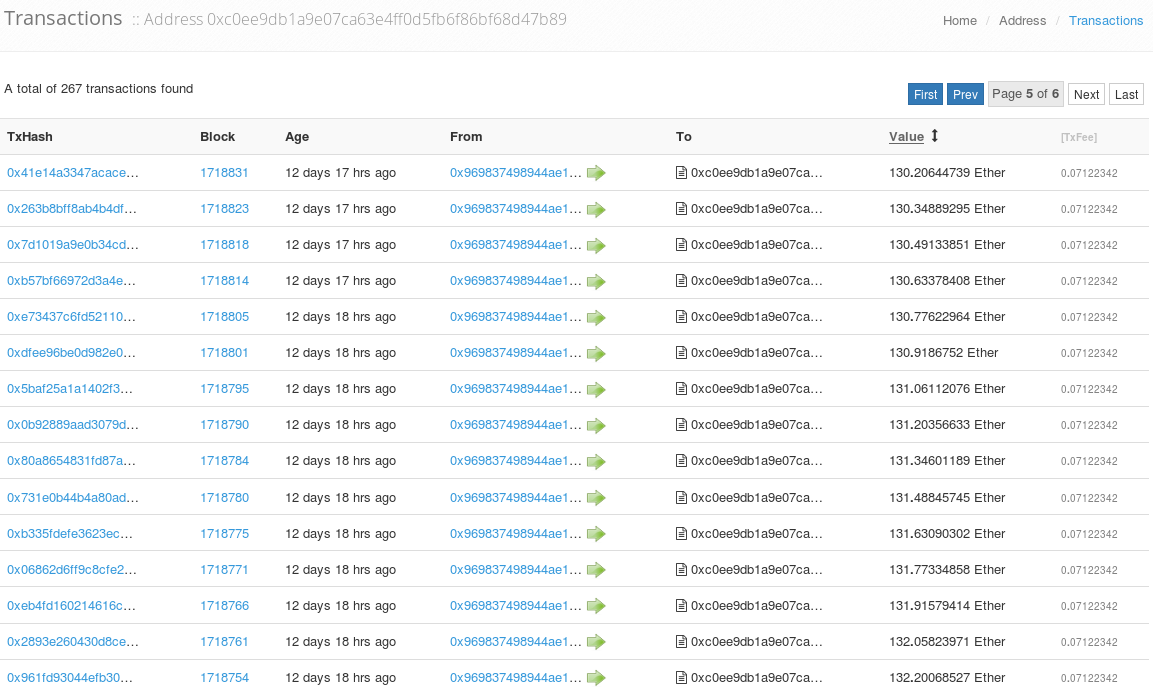 Transactions :: Address 0xc0ee9db1a9e07ca63e4ff0d5fb6f86bf68d47b89 Home / Address / Transactions
A total of 267 transactions found First Prev Page 5 of 6 Next Last
TxHash Block Age From To Value [TxFee]
0x41e14a3347acace… 1718831 12 days 17 hrs ago 0x969837498944ae1… 0xc0ee9db1a9e07ca… 130.20644739 Ether 0.07122342
0x263b8bff8ab4b4df… 1718823 12 days 17 hrs ago 0x969837498944ae1… 0xc0ee9db1a9e07ca… 130.34889295 Ether 0.07122342
0x7d1019a9e0b34cd… 1718818 12 days 17 hrs ago 0x969837498944ae1… 0xc0ee9db1a9e07ca… 130.49133851 Ether 0.07122342
0xb57bf66972d3a4e… 1718814 12 days 17 hrs ago 0x969837498944ae1… 0xc0ee9db1a9e07ca… 130.63378408 Ether 0.07122342
0xe73437c6fd52110… 1718805 12 days 18 hrs ago 0x969837498944ae1… 0xc0ee9db1a9e07ca… 130.77622964 Ether 0.07122342
0xdfee96be0d982e0… 1718801 12 days 18 hrs ago 0x969837498944ae1… 0xc0ee9db1a9e07ca… 130.9186752 Ether 0.07122342
0x5baf25a1a1402f3… 1718795 12 days 18 hrs ago 0x969837498944ae1… 0xc0ee9db1a9e07ca… 131.06112076 Ether 0.07122342
0x0b92889aad3079d… 1718790 12 days 18 hrs ago 0x969837498944ae1… 0xc0ee9db1a9e07ca… 131.20356633 Ether 0.07122342
0x80a8654831fd87a… 1718784 12 days 18 hrs ago 0x969837498944ae1… 0xc0ee9db1a9e07ca… 131.34601189 Ether 0.07122342
0x731e0b44b4a80ad… 1718780 12 days 18 hrs ago 0x969837498944ae1… 0xc0ee9db1a9e07ca… 131.48845745 Ether 0.07122342
0xb335fdefe3623ec… 1718775 12 days 18 hrs ago 0x969837498944ae1… 0xc0ee9db1a9e07ca… 131.63090302 Ether 0.07122342
0x06862d6ff9c8cfe2… 1718771 12 days 18 hrs ago 0x969837498944ae1… 0xc0ee9db1a9e07ca… 131.77334858 Ether 0.07122342
0xeb4fd160214616c… 1718766 12 days 18 hrs ago 0x969837498944ae1… 0xc0ee9db1a9e07ca… 131.91579414 Ether 0.07122342
0x2893e260430d8ce… 1718761 12 days 18 hrs ago 0x969837498944ae1… 0xc0ee9db1a9e07ca… 132.05823971 Ether 0.07122342
0x961fd93044efb30… 1718754 12 days 18 hrs ago 0x969837498944ae1… 0xc0ee9db1a9e07ca… 132.20068527 Ether 0.07122342